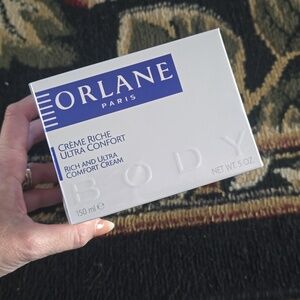 ORLANE
PARIS
CRÈME RICHE
ULTRA CONFORT
RICH AND ULTRA
COMFORT CREAM
BODY
150 ml ℮
NET WT. 5 OZ.